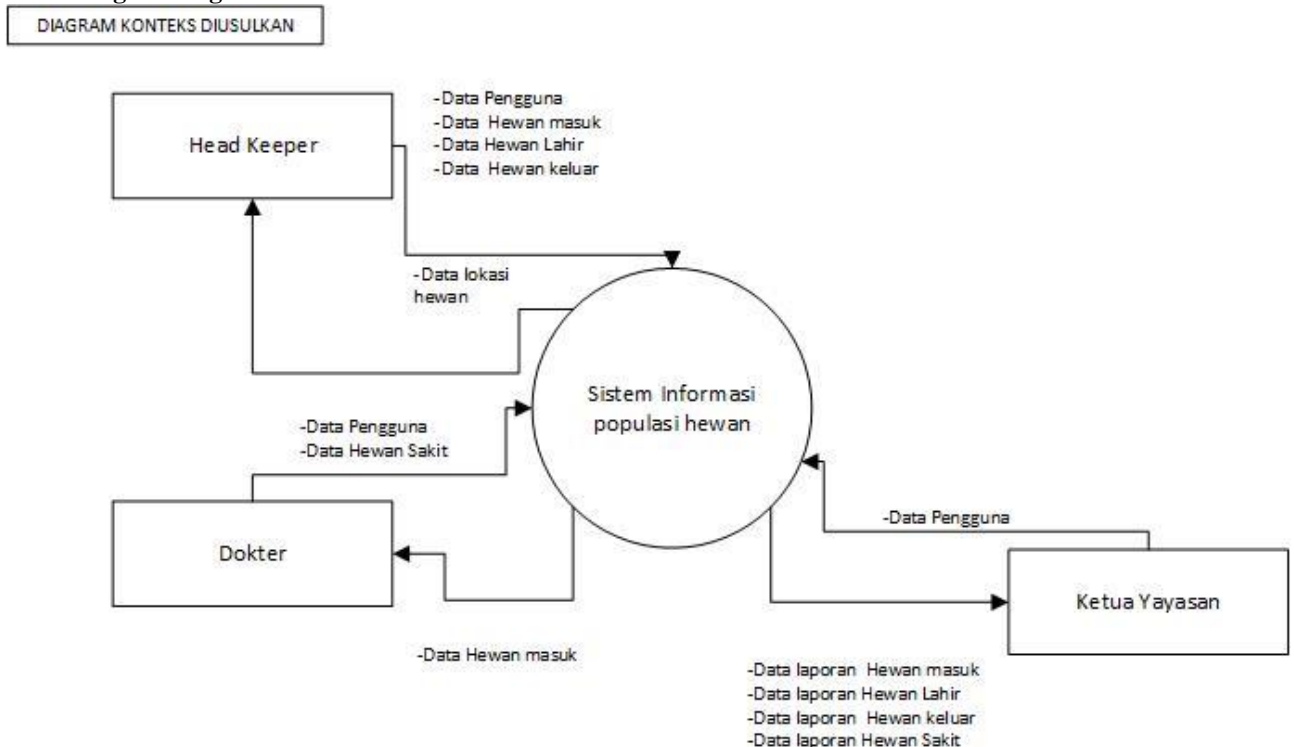 DIAGRAM KONTEKS DIUSULKAN
-Data Pengguna
-Data Hewan masuk
-Data Hewan Lahir
-Data Hewan keluar
Head Keeper
-Data lokasi
hewan
Sistem Informasi
populasi hewan
-Data Pengguna
-Data Hewan Sakit
-Data Pengguna
Dokter
Ketua Yayasan
-Data Hewan masuk
-Data laporan Hewan masuk
-Data laporan Hewan Lahir
-Data laporan Hewan keluar
-Data laporan Hewan Sakit